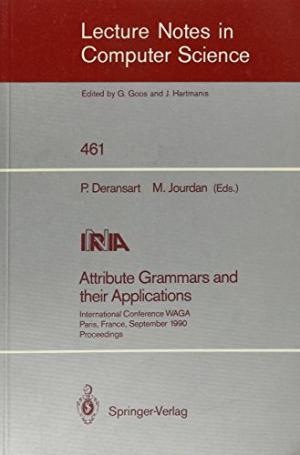 Lecture Notes in
Computer Science
Edited by G. Goos and J. Hartmanis
461
P. Deransart M. Jourdan (Eds.)
INRIA
Attribute Grammars and
their Applications
International Conference WAGA
Paris, France, September 1990
Proceedings
Springer-Verlag